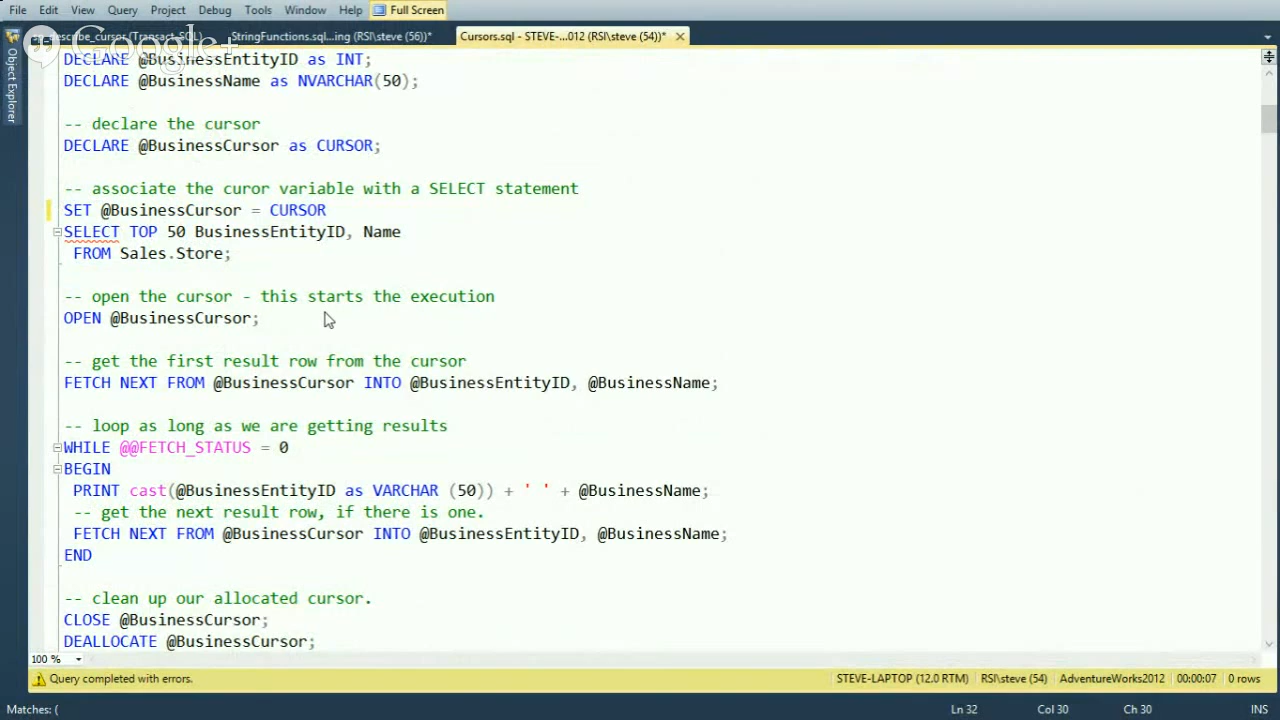 File Edit View Query Project Debug Tools Window Help Full Screen
Google+
describe_cursor (Transact-SQL) StringFunctions.sql...ing (RSI\steve (56))* Cursors.sql - STEVE-...012 (RSI\steve (54))*
Object Explorer
DECLARE @BusinessEntityID as INT;
DECLARE @BusinessName as NVARCHAR(50);
-- declare the cursor
DECLARE @BusinessCursor as CURSOR;
-- associate the curor variable with a SELECT statement
SET @BusinessCursor = CURSOR
SELECT TOP 50 BusinessEntityID, Name
FROM Sales.Store;
-- open the cursor - this starts the execution
OPEN @BusinessCursor;
-- get the first result row from the cursor
FETCH NEXT FROM @BusinessCursor INTO @BusinessEntityID, @BusinessName;
-- loop as long as we are getting results
WHILE @@FETCH_STATUS = 0
BEGIN
PRINT cast(@BusinessEntityID as VARCHAR (50)) + ' ' + @BusinessName;
-- get the next result row, if there is one.
FETCH NEXT FROM @BusinessCursor INTO @BusinessEntityID, @BusinessName;
END
-- clean up our allocated cursor.
CLOSE @BusinessCursor;
DEALLOCATE @BusinessCursor;
100 %
Query completed with errors. STEVE-LAPTOP (12.0 RTM) RSI\steve (54) AdventureWorks2012 00:00:07 0 rows
Matches: ( Ln 32 Col 30 Ch 30 INS